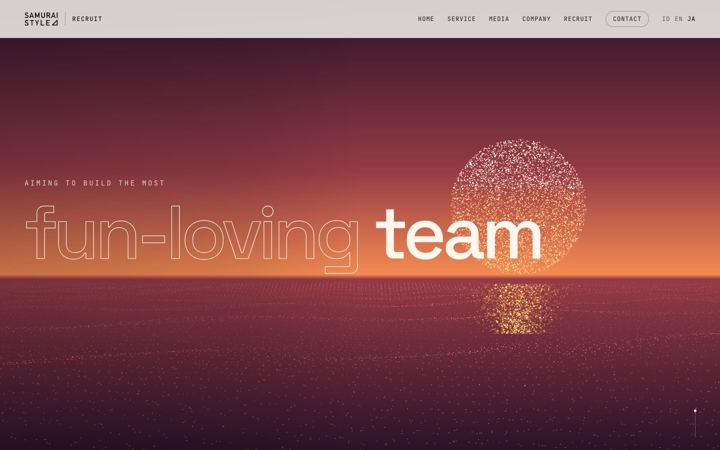 SAMURAI
STYLE
RECRUIT
HOME SERVICE MEDIA COMPANY RECRUIT CONTACT ID EN JA
AIMING TO BUILD THE MOST
fun-loving team